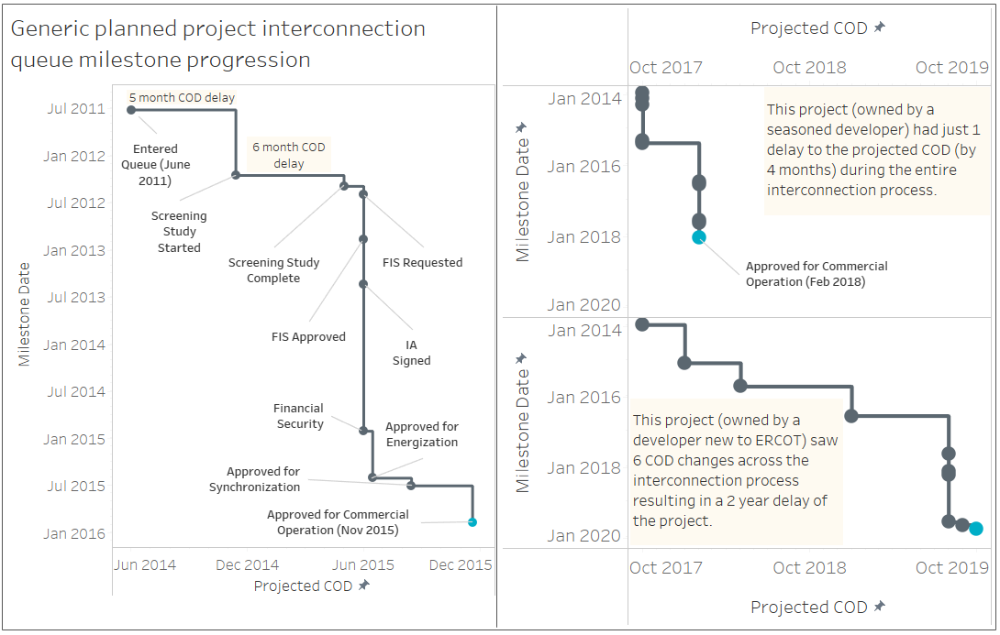 Generic planned project interconnection
queue milestone progression
5 month COD delay
Jul 2011
Entered
Queue (June
2011)
Jan 2012
6 month COD
delay
Jul 2012
Screening
Study
Started
Jan 2013
Screening Study
Complete
FIS Requested
Jul 2013
FIS Approved
IA
Signed
Jan 2014
Jul 2014
Financial
Security
Approved for
Energization
Jan 2015
Approved for
Synchronization
Jul 2015
Approved for Commercial
Operation (Nov 2015)
Jan 2016
Milestone Date
Jun 2014
Dec 2014
Jun 2015
Dec 2015
Projected COD
Projected COD
Oct 2017
Oct 2018
Oct 2019
Jan 2014
Jan 2016
Jan 2018
Jan 2020
Milestone Date
This project (owned by a
seasoned developer) had just 1
delay to the projected COD (by
4 months) during the entire
interconnection process.
Approved for Commercial
Operation (Feb 2018)
Jan 2014
Jan 2016
Jan 2018
Jan 2020
Milestone Date
This project (owned by a
developer new to ERCOT) saw
6 COD changes across the
interconnection process
resulting in a 2 year delay of
the project.
Oct 2017
Oct 2018
Oct 2019
Projected COD